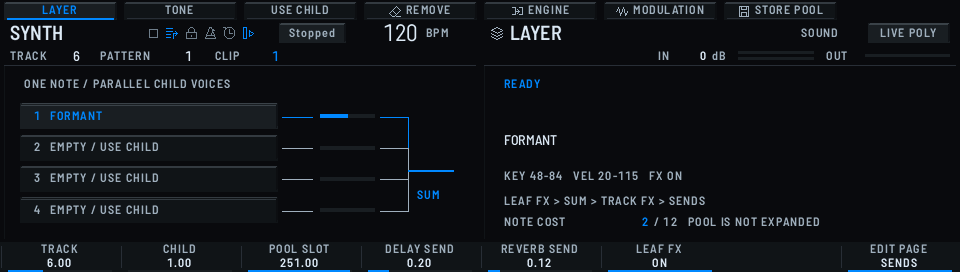 LAYER TONE USE CHILD REMOVE ENGINE MODULATION STORE POOL
SYNTH Stopped 120 BPM LAYER SOUND LIVE POLY
TRACK 6 PATTERN 1 CLIP 1 IN 0 dB OUT
ONE NOTE / PARALLEL CHILD VOICES
READY
1 FORMANT
2 EMPTY / USE CHILD
3 EMPTY / USE CHILD
4 EMPTY / USE CHILD
SUM
FORMANT
KEY 48-84 VEL 20-115 FX ON
LEAF FX > SUM > TRACK FX > SENDS
NOTE COST 2 / 12 POOL IS NOT EXPANDED
TRACK CHILD POOL SLOT DELAY SEND REVERB SEND LEAF FX EDIT PAGE
6.00 1.00 251.00 0.20 0.12 ON SENDS